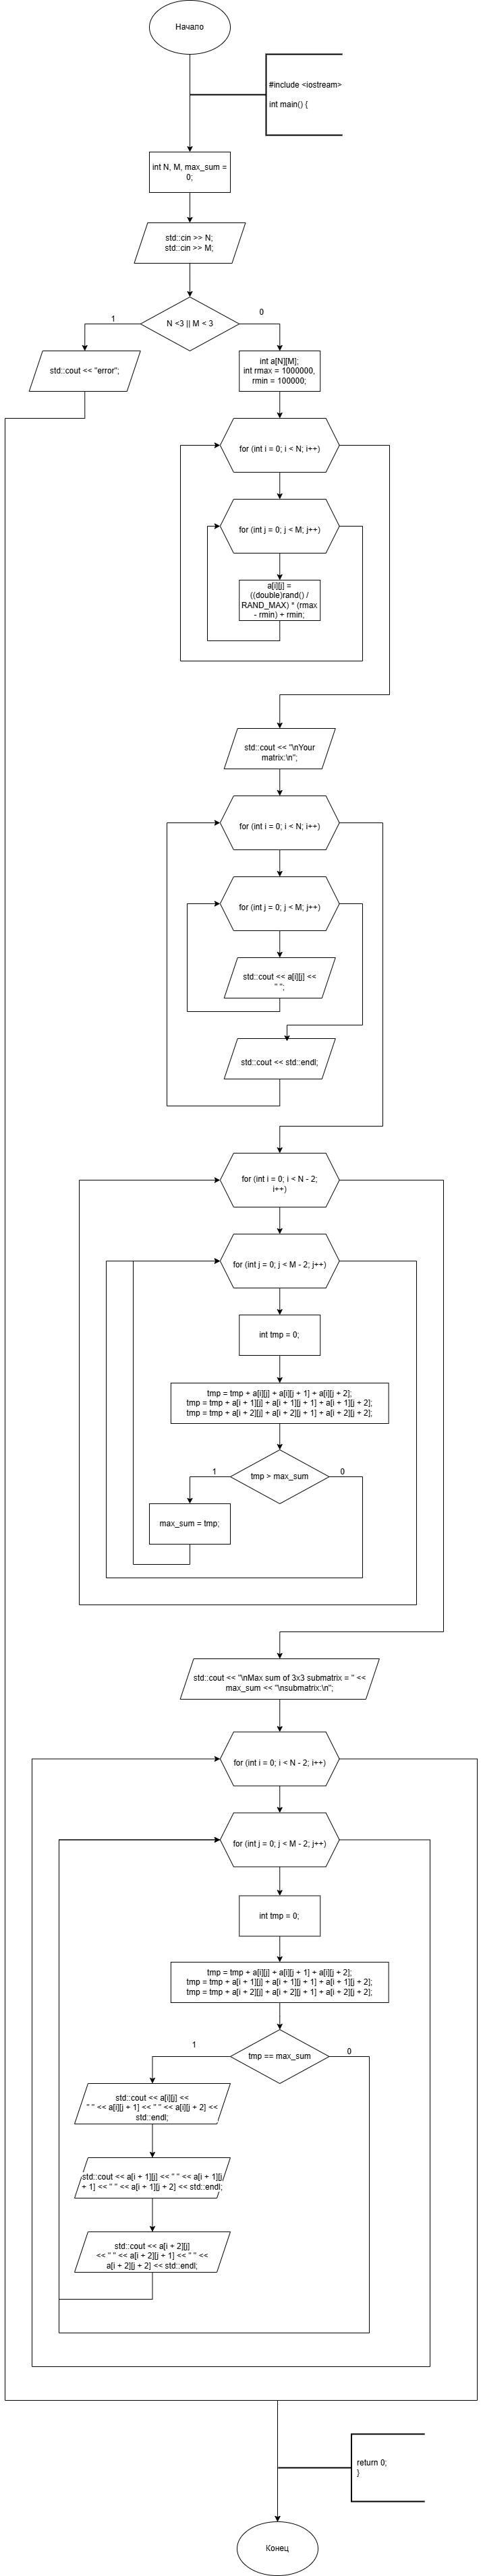 Начало
#include <iostream>
int main() {
int N, M, max_sum =
0;
std::cin >> N;
std::cin >> M;
N <3 || M < 3
1
0
std::cout << "error";
int a[N][M];
int rmax = 1000000,
rmin = 100000;
for (int i = 0; i < N; i++)
for (int j = 0; j < M; j++)
a[i][j] =
((double)rand() /
RAND_MAX) * (rmax
- rmin) + rmin;
std::cout << "\nYour
matrix:\n";
for (int i = 0; i < N; i++)
for (int j = 0; j < M; j++)
std::cout << a[i][j] <<
" ";
std::cout << std::endl;
for (int i = 0; i < N - 2;
i++)
for (int j = 0; j < M - 2; j++)
int tmp = 0;
tmp = tmp + a[i][j] + a[i][j + 1] + a[i][j + 2];
tmp = tmp + a[i + 1][j] + a[i + 1][j + 1] + a[i + 1][j + 2];
tmp = tmp + a[i + 2][j] + a[i + 2][j + 1] + a[i + 2][j + 2];
tmp > max_sum
1
0
max_sum = tmp;
std::cout << "\nMax sum of 3x3 submatrix = " <<
max_sum << "\nsubmatrix:\n";
for (int i = 0; i < N - 2; i++)
for (int j = 0; j < M - 2; j++)
int tmp = 0;
tmp = tmp + a[i][j] + a[i][j + 1] + a[i][j + 2];
tmp = tmp + a[i + 1][j] + a[i + 1][j + 1] + a[i + 1][j + 2];
tmp = tmp + a[i + 2][j] + a[i + 2][j + 1] + a[i + 2][j + 2];
tmp == max_sum
1
0
std::cout << a[i][j] <<
" " << a[i][j + 1] << " " << a[i][j + 2] <<
std::endl;
std::cout << a[i + 1][j] << " " << a[i + 1][j
+ 1] << " " << a[i + 1][j + 2] << std::endl;
std::cout << a[i + 2][j]
<< " " << a[i + 2][j + 1] << " " <<
a[i + 2][j + 2] << std::endl;
return 0;
}
Конец